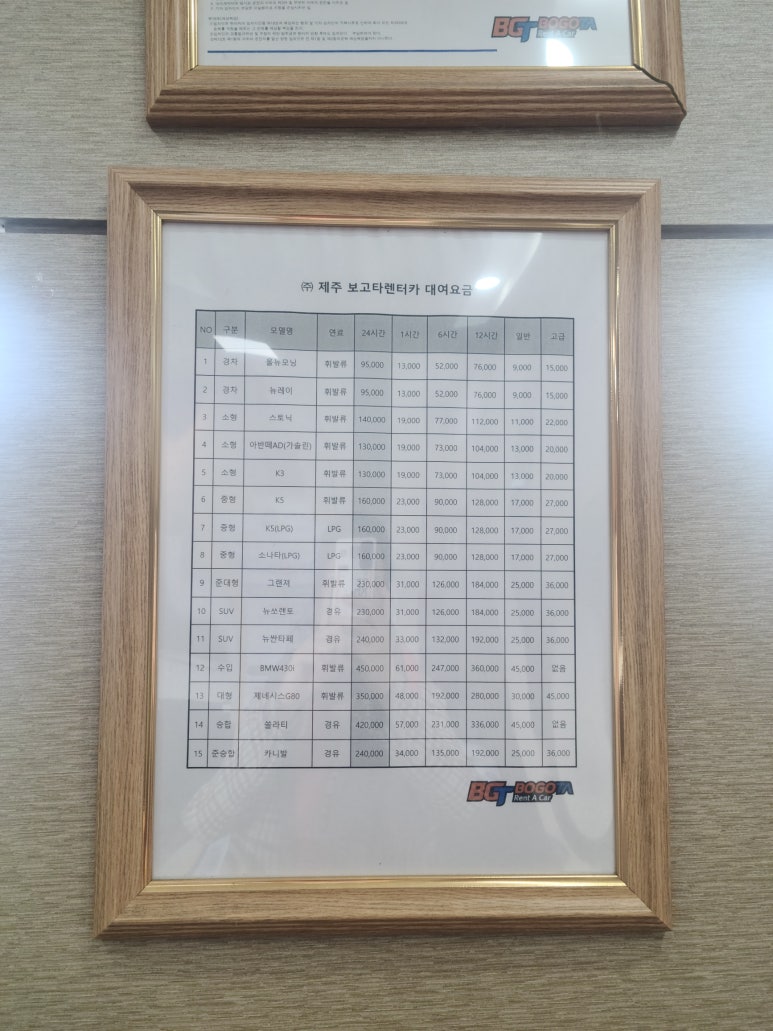 BGT BOGOTA
Rent A Car
㈜ 제주 보고타렌터카 대여요금
NO 구분 모델명 연료 24시간 1시간 6시간 12시간 일반 고급
1 경차 올뉴모닝 휘발류 95,000 13,000 52,000 76,000 9,000 15,000
2 경차 뉴레이 휘발류 95,000 13,000 52,000 76,000 9,000 15,000
3 소형 스토닉 휘발류 140,000 19,000 77,000 112,000 11,000 22,000
4 소형 아반떼AD(가솔린) 휘발류 130,000 19,000 73,000 104,000 13,000 20,000
5 소형 K3 휘발류 130,000 19,000 73,000 104,000 13,000 20,000
6 중형 K5 휘발류 160,000 23,000 90,000 128,000 17,000 27,000
7 중형 K5(LPG) LPG 160,000 23,000 90,000 128,000 17,000 27,000
8 중형 소나타(LPG) LPG 160,000 23,000 90,000 128,000 17,000 27,000
9 준대형 그랜져 휘발류 230,000 31,000 126,000 184,000 25,000 36,000
10 SUV 뉴쏘렌토 경유 230,000 31,000 126,000 184,000 25,000 36,000
11 SUV 뉴싼타페 경유 240,000 33,000 132,000 192,000 25,000 36,000
12 수입 BMW430i 휘발류 450,000 61,000 247,000 360,000 45,000 없음
13 대형 제네시스G80 휘발류 350,000 48,000 192,000 280,000 30,000 45,000
14 승합 쏠라티 경유 420,000 57,000 231,000 336,000 45,000 없음
15 준승합 카니발 경유 240,000 34,000 135,000 192,000 25,000 36,000
BGT BOGOTA
Rent A Car